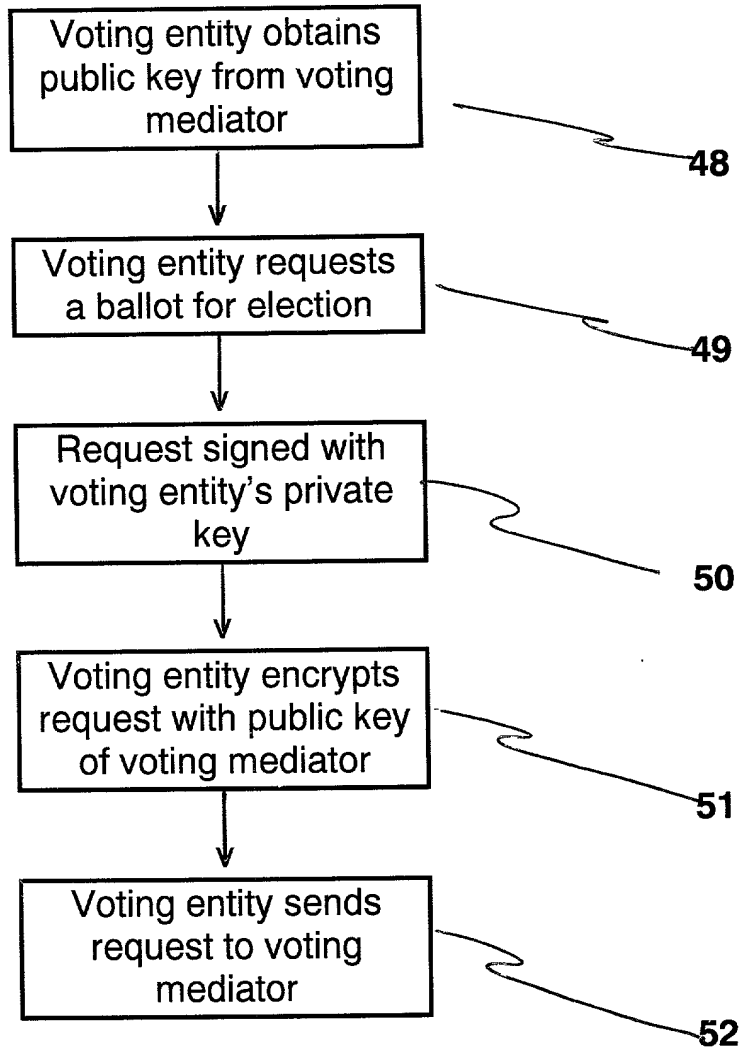 Voting entity obtains
public key from voting
mediator
48
Voting entity requests
a ballot for election
49
Request signed with
voting entity's private
key
50
Voting entity encrypts
request with public key
of voting mediator
51
Voting entity sends
request to voting
mediator
52